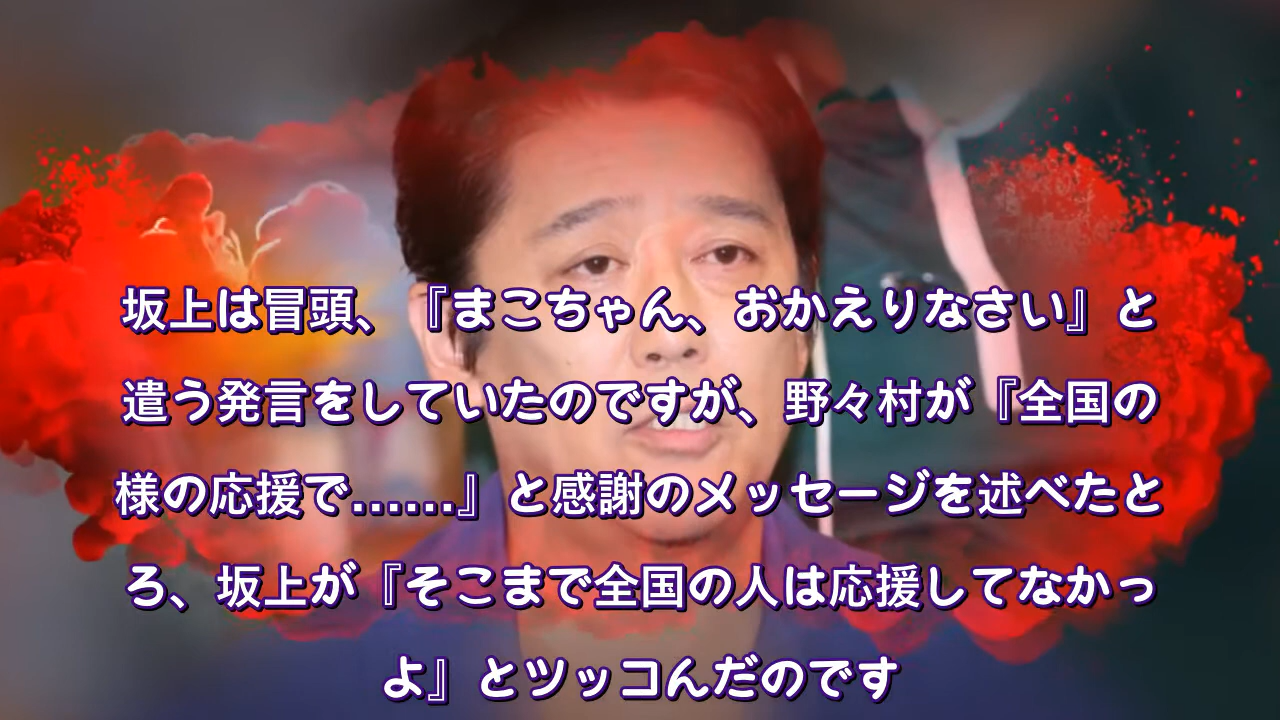 坂上は冒頭、『まこちゃん、おかえりなさい』と
遣う発言をしていたのですが、野々村が『全国の
様の応援で……』と感謝のメッセージを述べたと
ろ、坂上が『そこまで全国の人は応援してなかっ
よ』とツッコんだのです